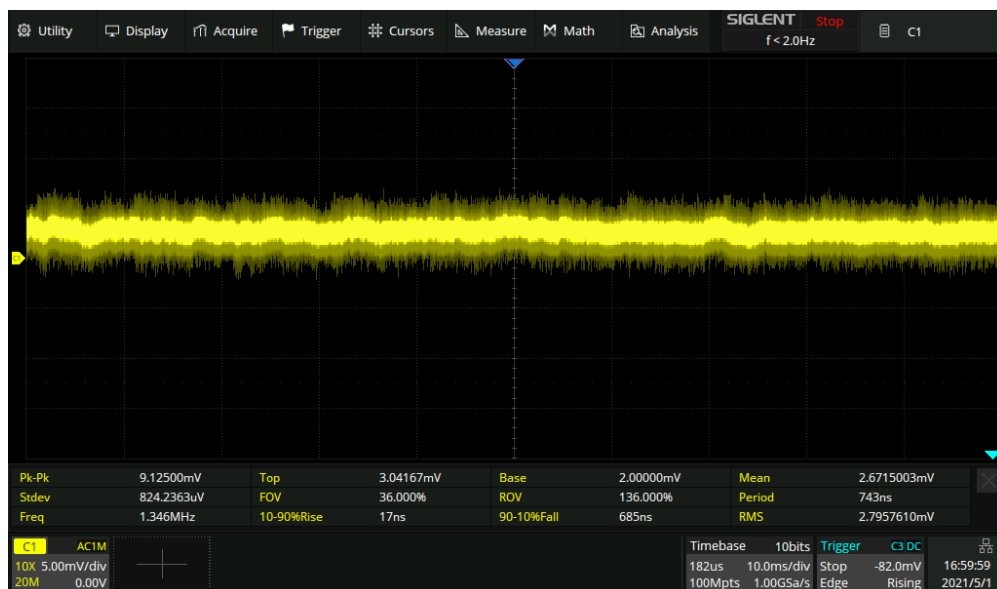 Utility Display Acquire Trigger Cursors Measure Math Analysis SIGLENT Stop C1
f < 2.0Hz
C1
Pk-Pk 9.12500mV Top 3.04167mV Base 2.00000mV Mean 2.6715003mV
Stdev 824.2363uV FOV 36.000% ROV 136.000% Period 743ns
Freq 1.346MHz 10-90%Rise 17ns 90-10%Fall 685ns RMS 2.7957610mV
C1 AC1M Timebase 10bits Trigger C3 DC
10X 5.00mV/div 182us 10.0ms/div Stop -82.0mV 16:59:59
20M 0.00V 100Mpts 1.00GSa/s Edge Rising 2021/5/1